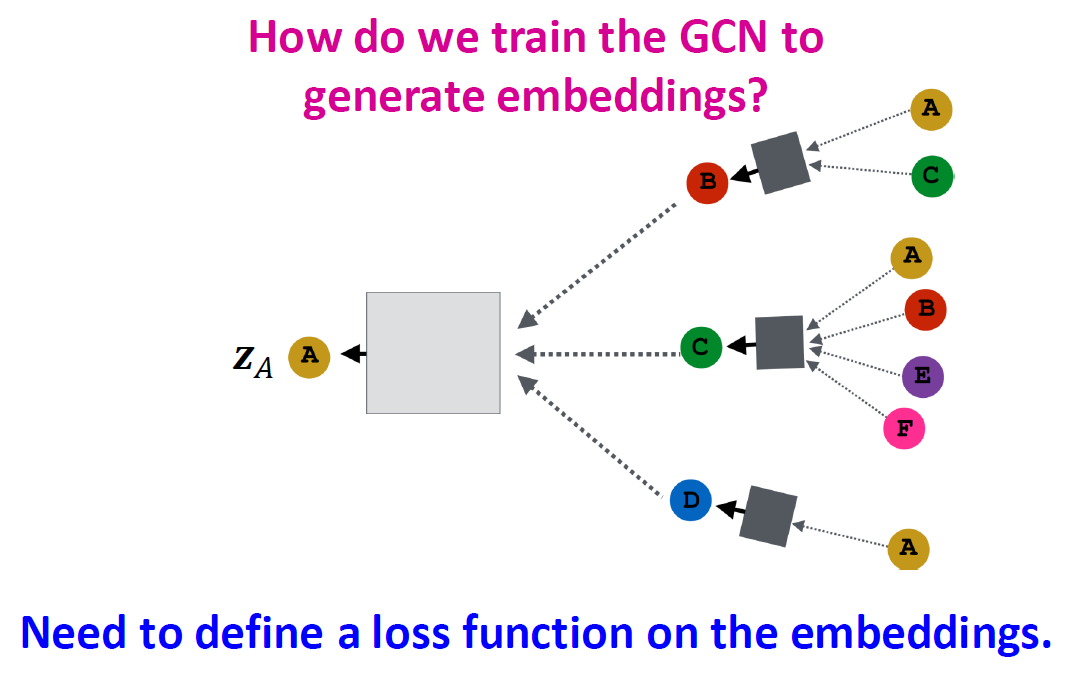 How do we train the GCN to
generate embeddings?
A
C
B
A
B
C
E
F
z_A A
D
A
Need to define a loss function on the embeddings.